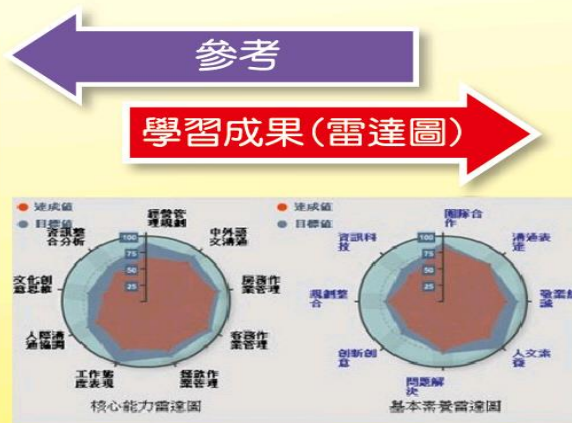 參考
學習成果(雷達圖)
達成值
目標值
經營管
理規劃
中外語
文溝通
房務作
業管理
客務作
業管理
餐飲作
業管理
工作態
度表現
人際溝
通協調
文化創
意思維
資訊整
合分析
100
75
50
25
核心能力雷達圖
達成值
目標值
團隊合
作
溝通表
達
敬業
人文素
養
問題解
決
創新創
意
規劃整
合
資訊科
技
100
75
50
25
基本素養雷達圖